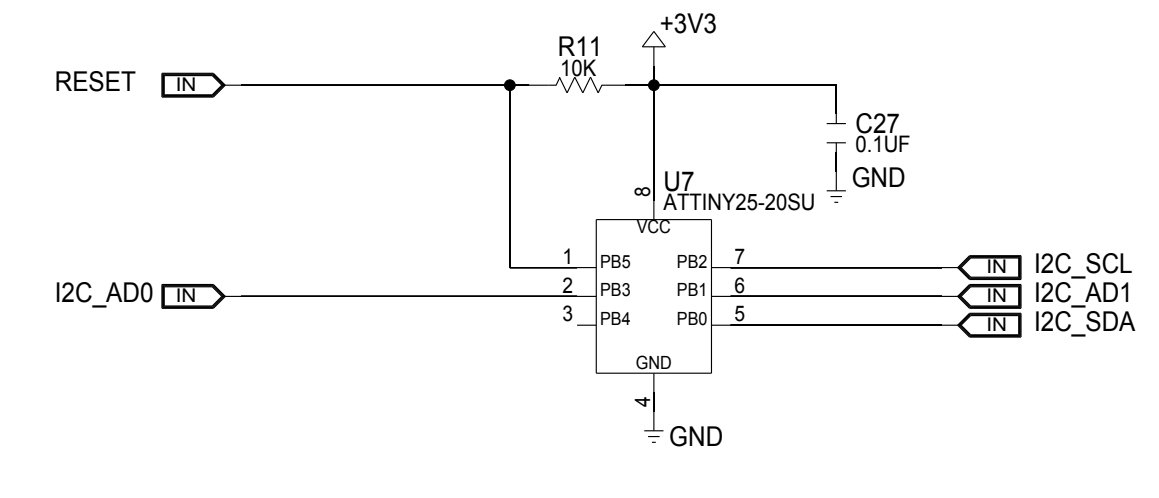 +3V3
R11
10K
RESET IN
C27
0.1UF
GND
8
U7
ATTINY25-20SU
VCC
1 PB5 PB2 7 IN I2C_SCL
I2C_AD0 IN 2 PB3 PB1 6 IN I2C_AD1
3 PB4 PB0 5 IN I2C_SDA
GND
4
GND